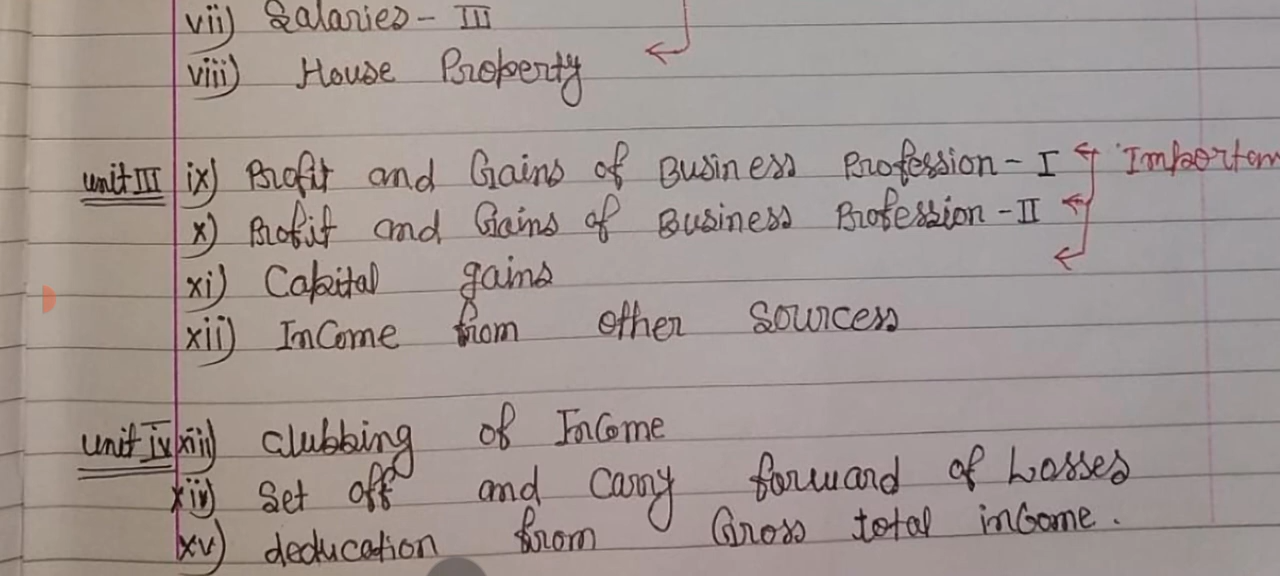 vii) Salaries - III
viii) House Property
unit III ix) Profit and Gains of Business Profession - I Importan
x) Profit and Gains of Business Profession - II
xi) Capital gains
xii) Income from other sources
unit iv xiii) clubbing of Income
xiv) Set off and carry forward of Losses
xv) deducation from Gross total income.